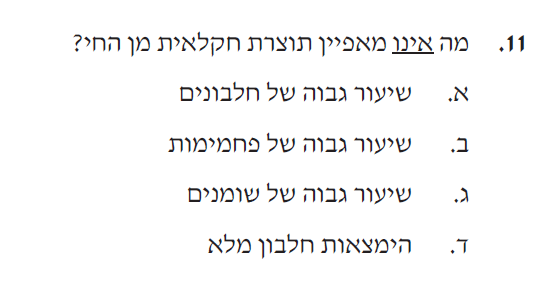 11. מה אינו מאפיין תוצרת חקלאית מן החי?
א. שיעור גבוה של חלבונים
ב. שיעור גבוה של פחמימות
ג. שיעור גבוה של שומנים
ד. הימצאות חלבון מלא